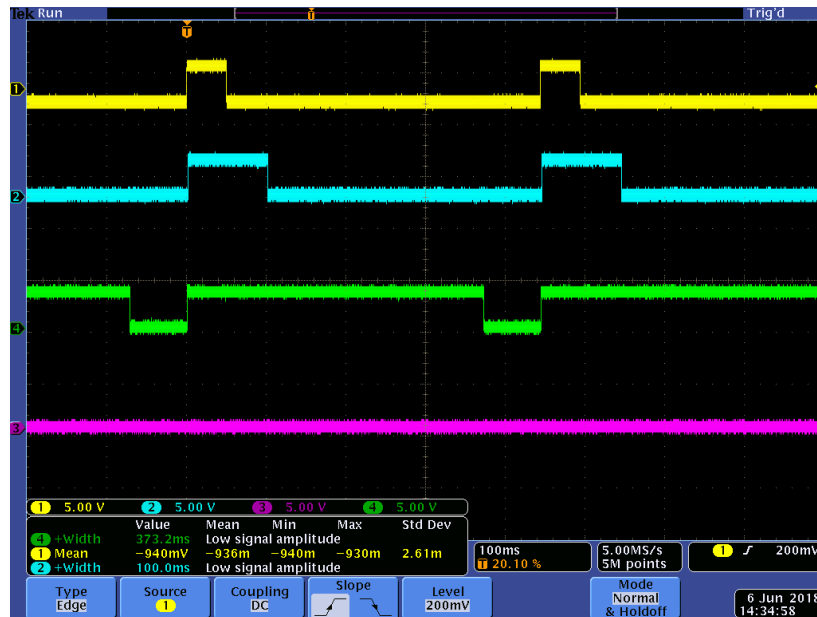 Tek Run Trig'd
T
T
1
2
4
3
1 5.00 V 2 5.00 V 3 5.00 V 4 5.00 V
Value Mean Min Max Std Dev
4 +Width 373.2ms Low signal amplitude
1 Mean −940mV −936m −940m −930m 2.61m
2 +Width 100.0ms Low signal amplitude
100ms 5.00MS/s 1 200mV
T 20.10 % 5M points
Type Source Coupling Slope Level Mode
Edge 1 DC 200mV Normal
& Holdoff
6 Jun 2018
14:34:58